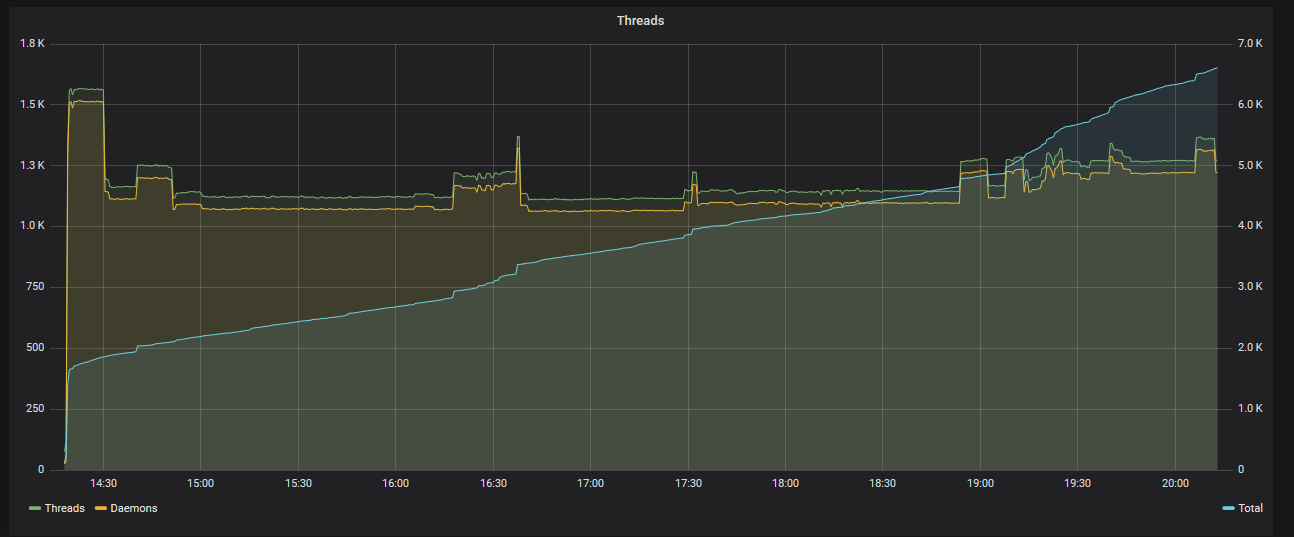 Threads
1.8 K 7.0 K
1.5 K 6.0 K
1.3 K 5.0 K
1.0 K 4.0 K
750 3.0 K
500 2.0 K
250 1.0 K
0 0
14:30 15:00 15:30 16:00 16:30 17:00 17:30 18:00 18:30 19:00 19:30 20:00
Threads Daemons Total